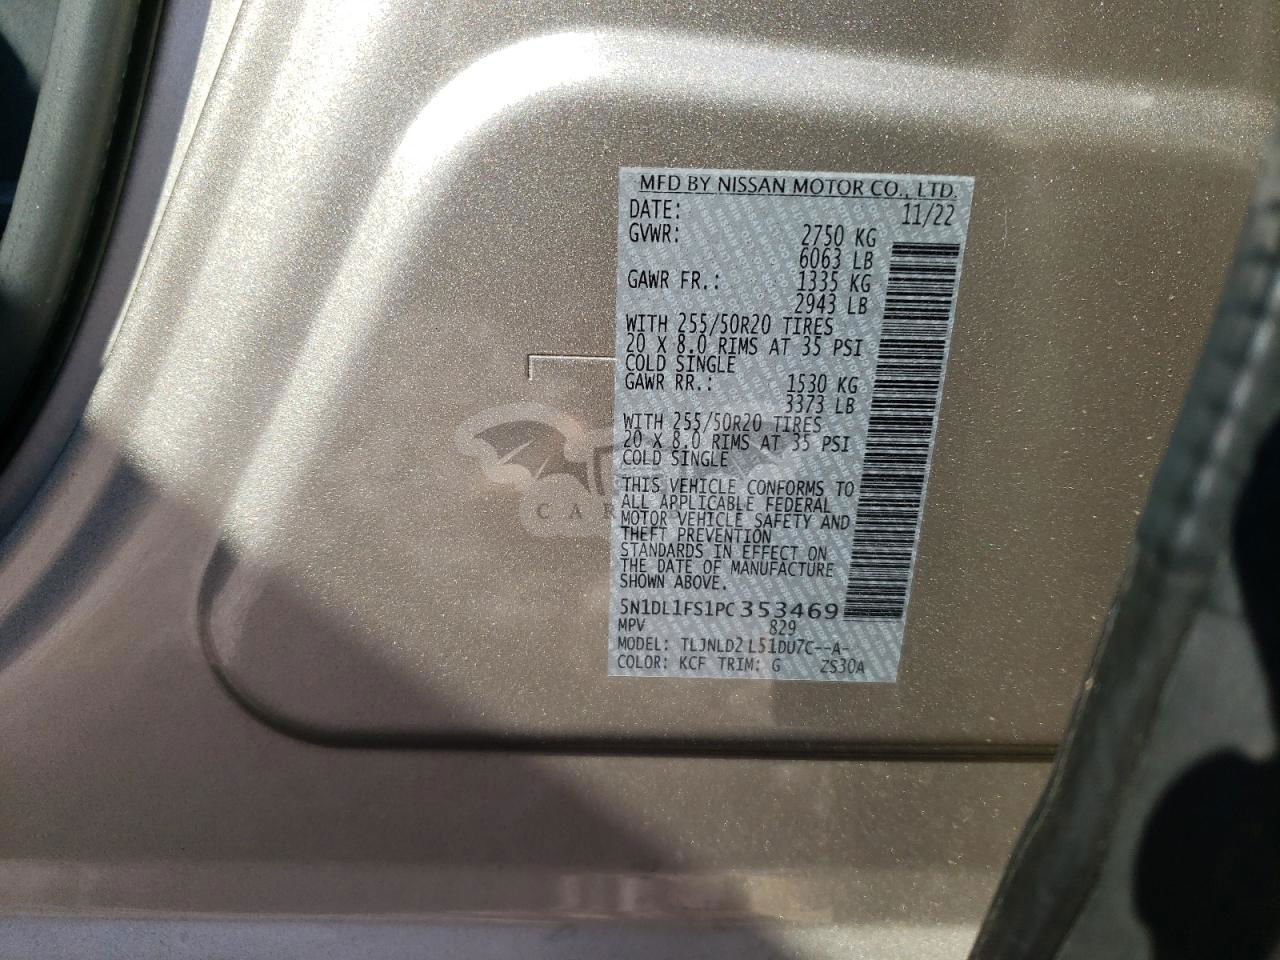 MFD BY NISSAN MOTOR CO., LTD.
DATE: 11/22
GVWR: 2750 KG
6063 LB
GAWR FR.: 1335 KG
2943 LB
WITH 255/50R20 TIRES
20 X 8.0 RIMS AT 35 PSI
COLD SINGLE
GAWR RR.: 1530 KG
3373 LB
WITH 255/50R20 TIRES
20 X 8.0 RIMS AT 35 PSI
COLD SINGLE
THIS VEHICLE CONFORMS TO
ALL APPLICABLE FEDERAL
MOTOR VEHICLE SAFETY AND
THEFT PREVENTION
STANDARDS IN EFFECT ON
THE DATE OF MANUFACTURE
SHOWN ABOVE.
5N1DL1FS1PC353469
MPV 829
MODEL: TLJNLD2 L51DU7C--A-
COLOR: KCF TRIM: G ZS30A